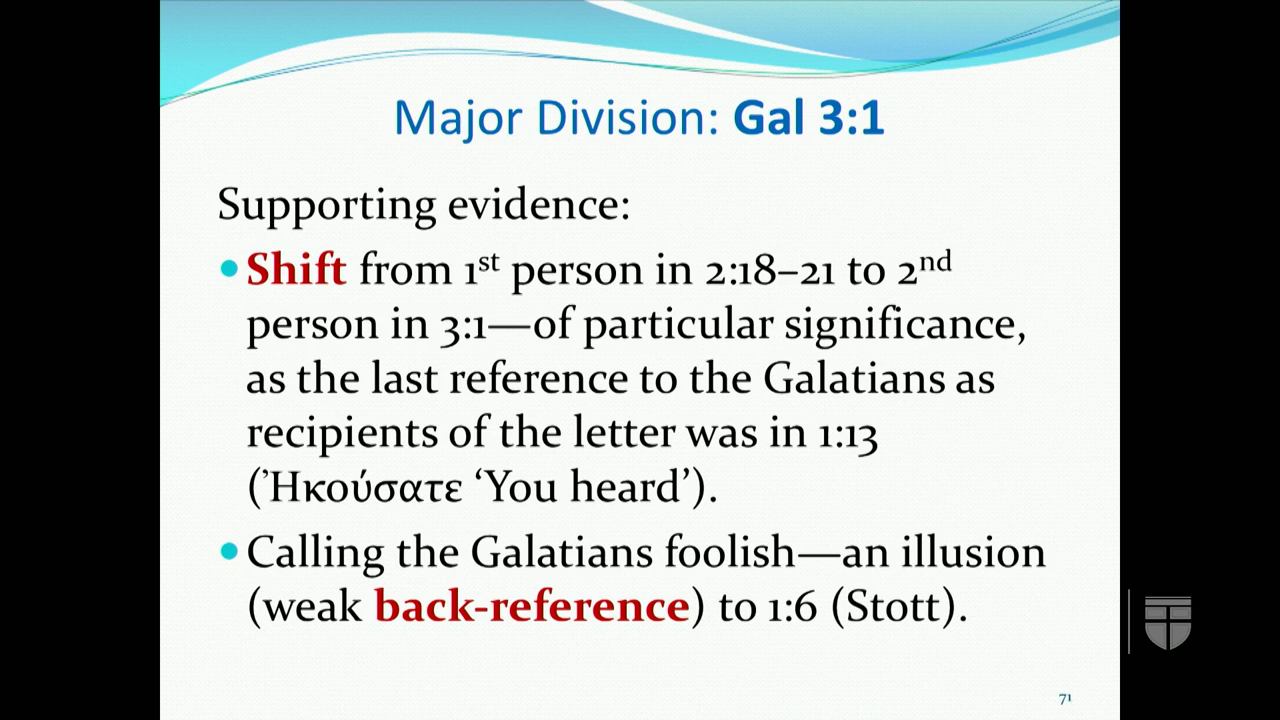 Major Division: Gal 3:1
Supporting evidence:
• Shift from 1st person in 2:18–21 to 2nd
person in 3:1—of particular significance,
as the last reference to the Galatians as
recipients of the letter was in 1:13
(Ἠκούσατε ‘You heard’).
• Calling the Galatians foolish—an illusion
(weak back-reference) to 1:6 (Stott).
71